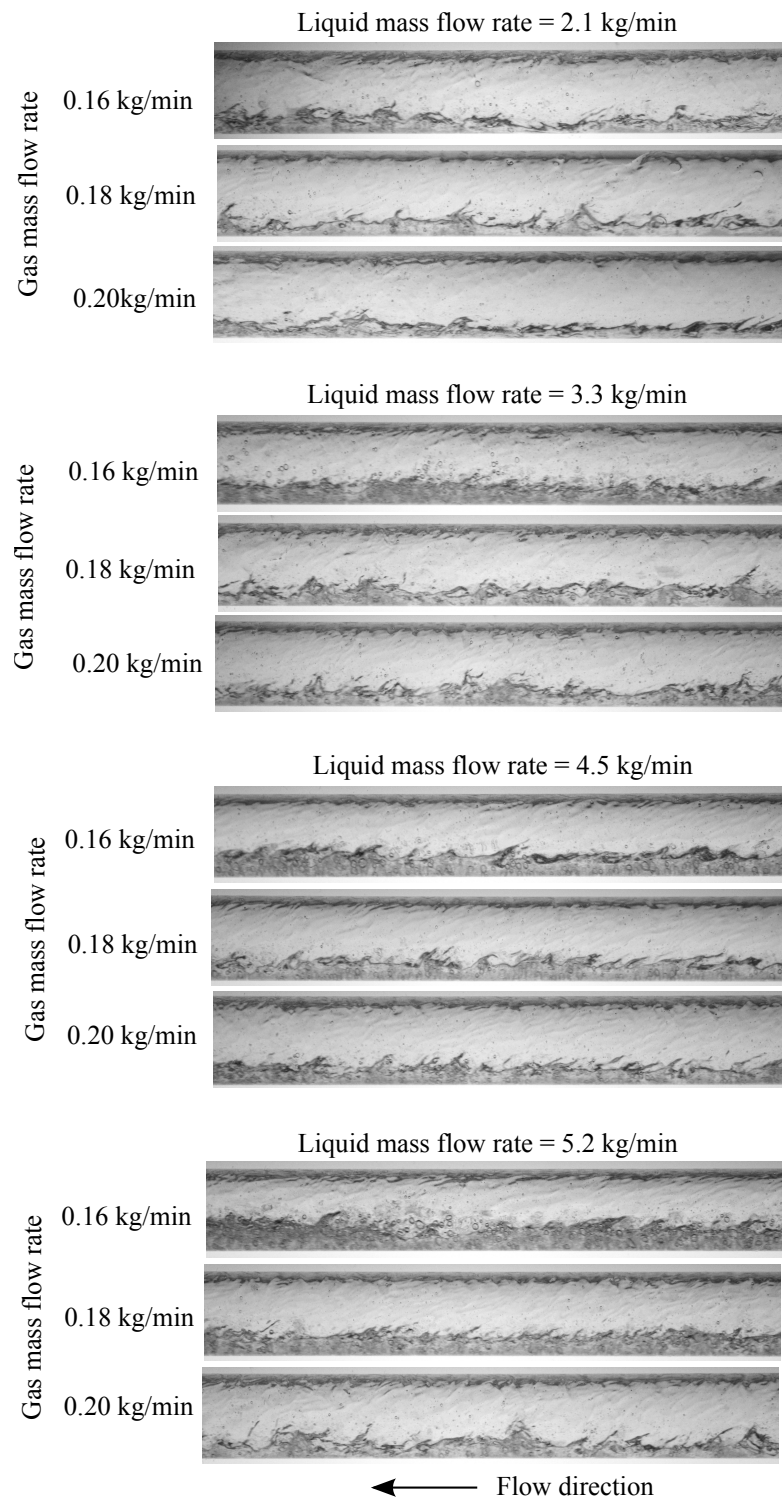 Liquid mass flow rate = 2.1 kg/min
Gas mass flow rate
0.16 kg/min
0.18 kg/min
0.20kg/min
Liquid mass flow rate = 3.3 kg/min
Gas mass flow rate
0.16 kg/min
0.18 kg/min
0.20 kg/min
Liquid mass flow rate = 4.5 kg/min
Gas mass flow rate
0.16 kg/min
0.18 kg/min
0.20 kg/min
Liquid mass flow rate = 5.2 kg/min
Gas mass flow rate
0.16 kg/min
0.18 kg/min
0.20 kg/min
Flow direction